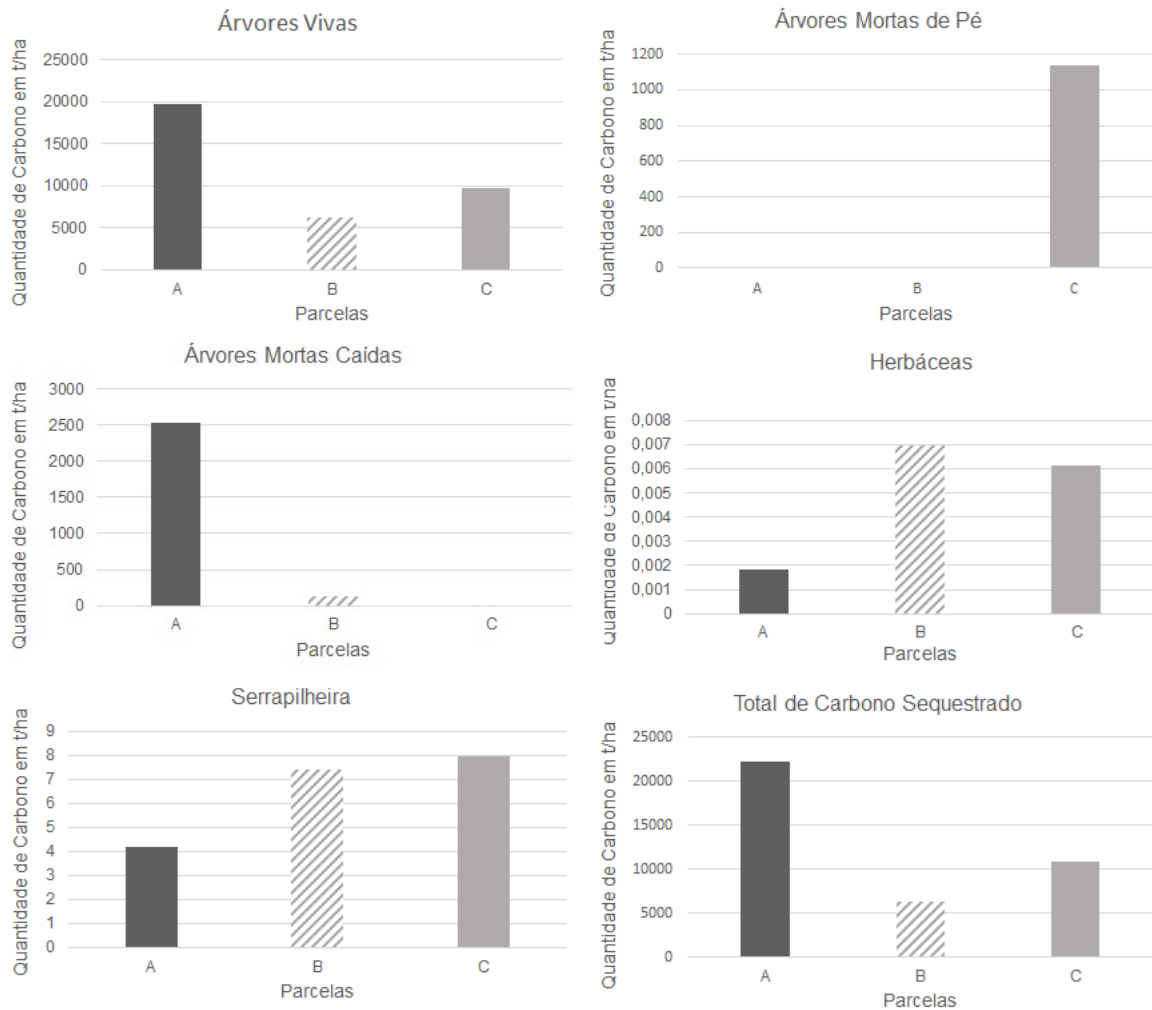 Árvores Vivas
Quantidade de Carbono em t/ha
25000
20000
15000
10000
5000
0
A B C
Parcelas
Árvores Mortas de Pé
Quantidade de Carbono em t/ha
1200
1000
800
600
400
200
0
A B C
Parcelas
Árvores Mortas Caídas
Quantidade de Carbono em t/ha
3000
2500
2000
1500
1000
500
0
A B C
Parcelas
Herbáceas
Quantidade de Carbono em t/ha
0,008
0,007
0,006
0,005
0,004
0,003
0,002
0,001
0
A B C
Parcelas
Serrapilheira
Quantidade de Carbono em t/ha
9
8
7
6
5
4
3
2
1
0
A B C
Parcelas
Total de Carbono Sequestrado
Quantidade de Carbono em t/ha
25000
20000
15000
10000
5000
0
A B C
Parcelas